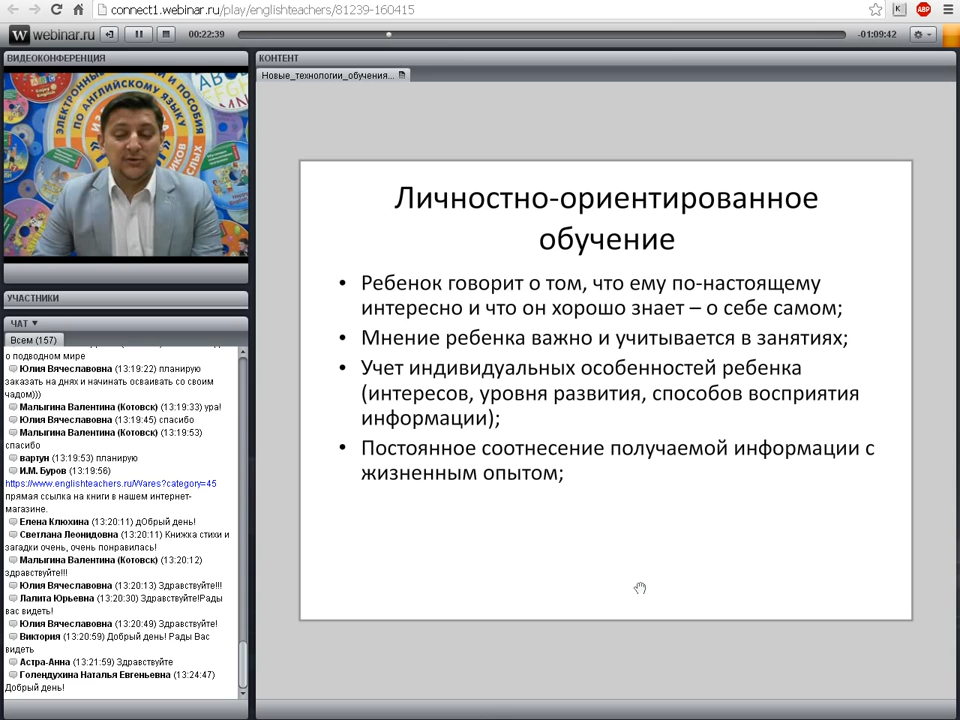 connect1.webinar.ru/play/englishteachers/81239-160415
K
ABP
W webinar.ru
00:22:39
-01:09:42
ВИДЕОКОНФЕРЕНЦИЯ
ЭЛЕКТРОННЫЕ
ПО АНГЛИЙСКОМУ ЯЗЫКУ
И ПОСОБИЯ
УЧАСТНИКИ
ЧАТ
Всем (157)
о подводном мире
Юлия Вячеславовна (13:19:22) планирую
заказать на днях и начинать осваивать со своим
чадом)))
Малыгина Валентина (Котовск) (13:19:33) ура!
Юлия Вячеславовна (13:19:45) спасибо
Малыгина Валентина (Котовск) (13:19:53)
спасибо
вартун (13:19:53) планирую
И.М. Буров (13:19:56)
https://www.englishteachers.ru/Wares?category=45
прямая ссылка на книги в нашем интернет-
магазине.
Елена Клюхина (13:20:11) дОбрый день!
Светлана Леонидовна (13:20:11) Книжка стихи и
загадки очень, очень понравилась!
Малыгина Валентина (Котовск) (13:20:12)
здравствуйте!!!
Юлия Вячеславовна (13:20:13) Здравствуйте!!!
Лалита Юрьевна (13:20:30) Здравствуйте!Рады
вас видеть!
Юлия Вячеславовна (13:20:49) Здравствуйте!
Виктория (13:20:59) Добрый день! Рады Вас
видеть
Астра-Анна (13:21:59) Здравствуйте
Голендухина Наталья Евгеньевна (13:24:47)
Добрый день!
КОНТЕНТ
Новые_технологии_обучения...
Личностно-ориентированное
обучение
• Ребенок говорит о том, что ему по-настоящему
интересно и что он хорошо знает – о себе самом;
• Мнение ребенка важно и учитывается в занятиях;
• Учет индивидуальных особенностей ребенка
(интересов, уровня развития, способов восприятия
информации);
• Постоянное соотнесение получаемой информации с
жизненным опытом;